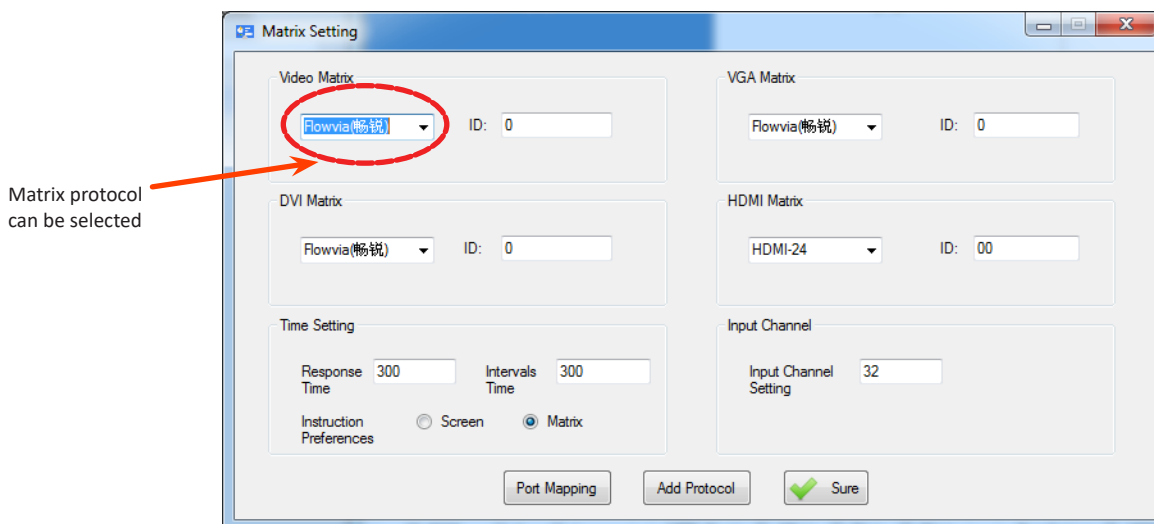 Matrix Setting
Video Matrix
Flowvia(畅锐)
ID:
0
VGA Matrix
Flowvia(畅锐)
ID:
0
Matrix protocol
can be selected
DVI Matrix
Flowvia(畅锐)
ID:
0
HDMI Matrix
HDMI-24
ID:
00
Time Setting
Response
Time
300
Intervals
Time
300
Instruction
Preferences
Screen
Matrix
Input Channel
Input Channel
Setting
32
Port Mapping
Add Protocol
Sure